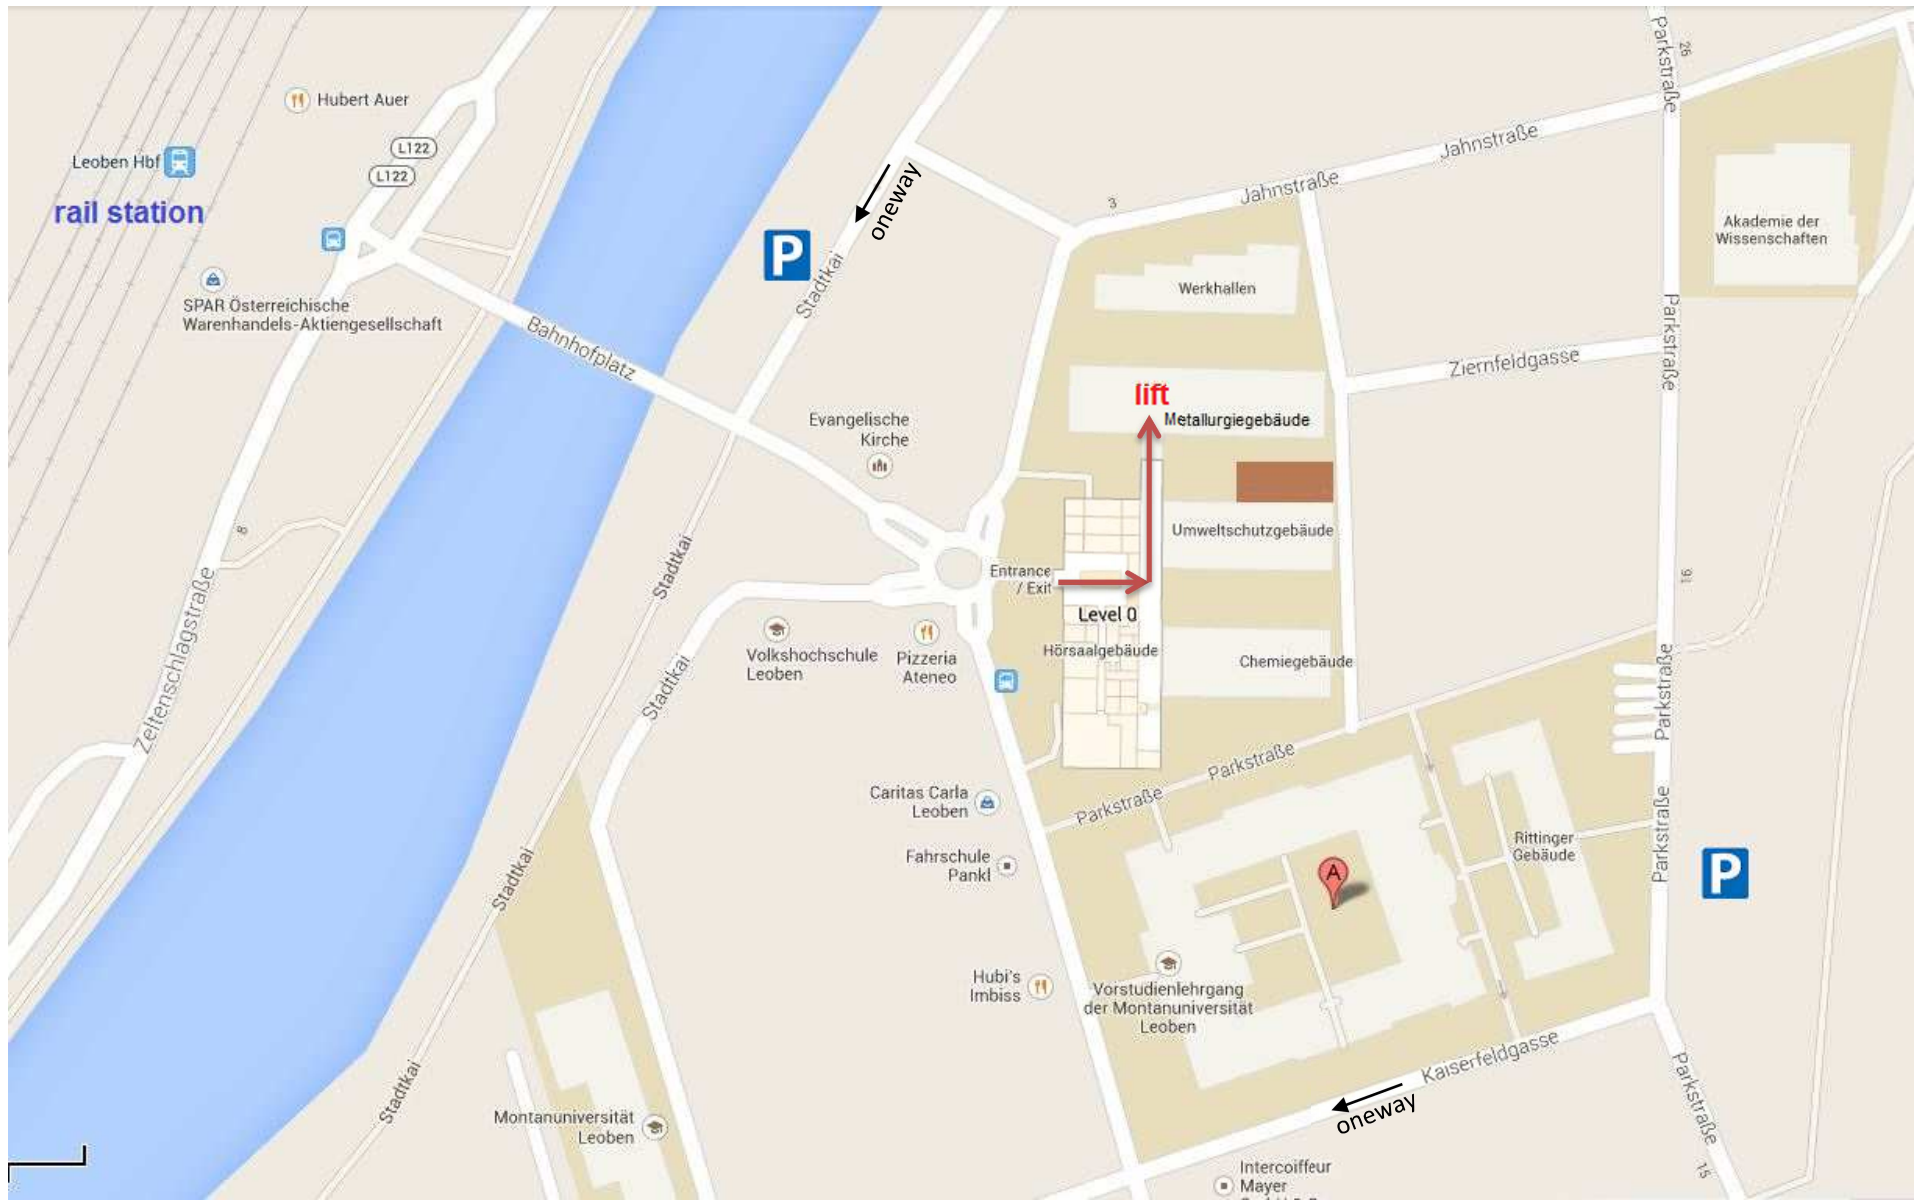 Hubert Auer
L122
L122
Leoben Hbf
rail station
SPAR Österreichische
Warenhandels-Aktiengesellschaft
Bahnhofplatz
8
Zeltenschlagstraße
P
oneway
Stadtkai
3
Jahnstraße
Jahnstraße
Parkstraße
26
Akademie der
Wissenschaften
Werkhallen
Parkstraße
Ziernfeldgasse
lift
Metallurgiegebäude
Evangelische
Kirche
Umweltschutzgebäude
Entrance
/ Exit
Level 0
Hörsaalgebäude
Chemiegebäude
Stadtkai
Volkshochschule
Leoben
Pizzeria
Ateneo
Stadtkai
16
Parkstraße
Parkstraße
Parkstraße
Parkstraße
Caritas Carla
Leoben
Fahrschule
Pankl
Rittinger
Gebäude
P
A
Stadtkai
Hubi's
Imbiss
Vorstudienlehrgang
der Montanuniversität
Leoben
Kaiserfeldgasse
oneway
Parkstraße
15
Stadtkai
Montanuniversität
Leoben
Intercoiffeur
Mayer